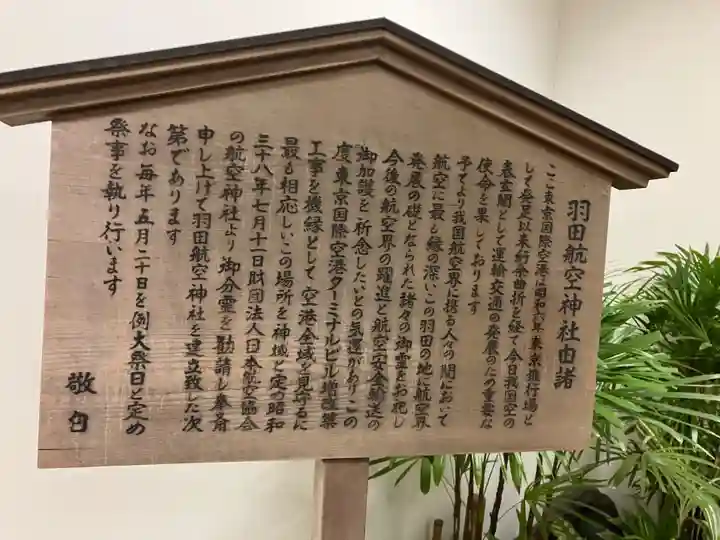 羽田航空神社由緒
ここ東京国際空港は昭和六年東京飛行場と
して発足以来紆余曲折を経て今日我国空の
表玄関として運輸交通の発展のため重要な
使命を果しております
予てより我国航空界に携る人々の間において
航空に最も縁の深いこの羽田の地に航空界
発展の礎となられた諸々の御霊をお祀し
今後の航空界の躍進と航空安全輸送の
御加護を祈念したいとの気運がありこの
度東京国際空港ターミナルビル増改築
工事を機縁として空港全域を見守るに
最も相応しいこの場所を神域と定め昭和
三十八年七月十一日財団法人日本航空協会
の航空神社より御分霊を勧請し奉斎
申し上げて羽田航空神社を建立致した次
第であります
なお毎年五月二十日を例大祭日と定め
祭事を執り行います
敬白